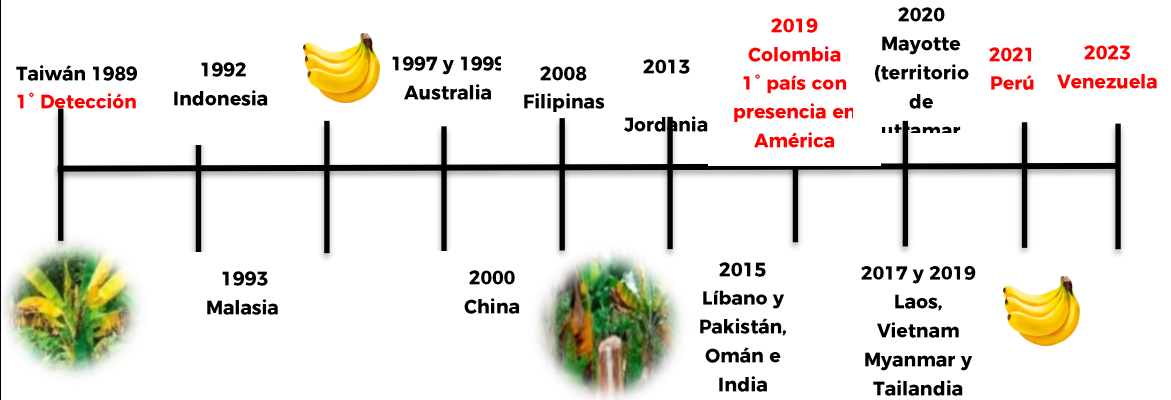 Taiwán 1989
1° Detección
1992
Indonesia
1993
Malasia
1997 y 1999
Australia
2000
China
2008
Filipinas
2013
Jordania
2015
Líbano y
Pakistán,
Omán e
India
2019
Colombia
1° país con
presencia en
América
2017 y 2019
Laos,
Vietnam
Myanmar y
Tailandia
2020
Mayotte
(territorio
de
utramar
2021
Perú
2023
Venezuela